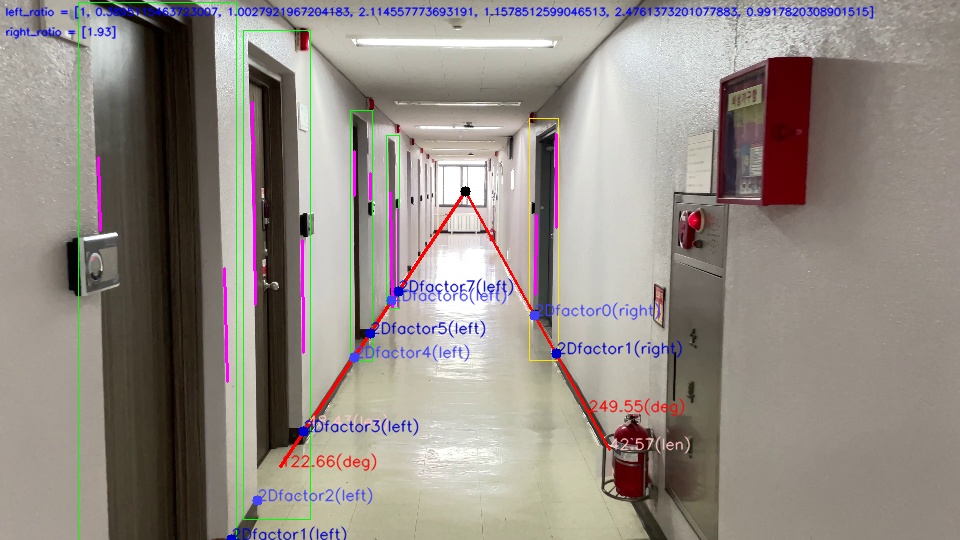 left_ratio = [1, 0.3805119463723007, 1.0027921967204183, 2.114557773693191, 1.1578512599046513, 2.4761373201077883, 0.9917820308901515]
right_ratio = [1.93]
2Dfactor7(left)
2Dfactor6(left)
2Dfactor0(right)
2Dfactor5(left)
2Dfactor4(left)
2Dfactor1(right)
249.55(deg)
2Dfactor3(left)
42.57(len)
122.66(deg)
2Dfactor2(left)
2Dfactor1(left)